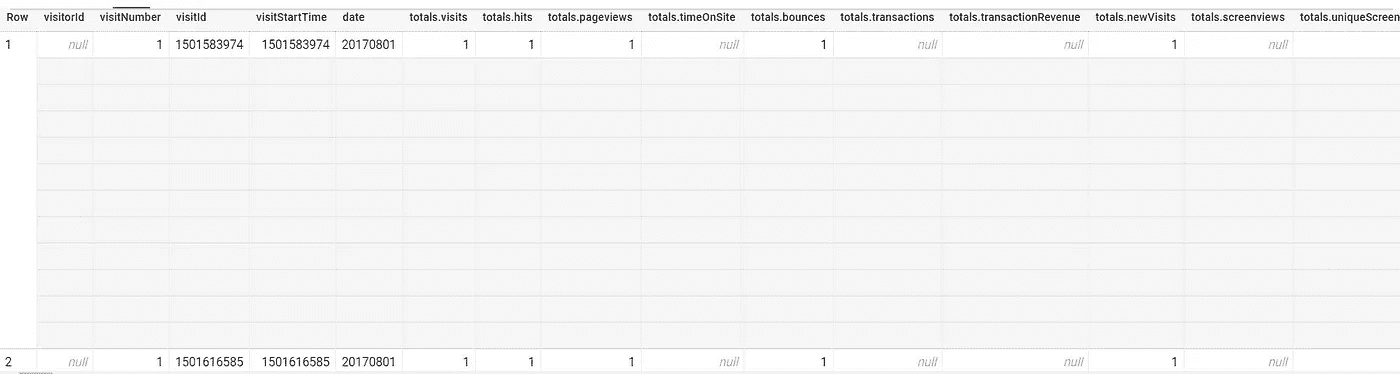 Row visitorId visitNumber visitId visitStartTime date totals.visits totals.hits totals.pageviews totals.timeOnSite totals.bounces totals.transactions totals.transactionRevenue totals.newVisits totals.screenviews totals.uniqueScreen
1 null 1 1501583974 1501583974 20170801 1 1 1 null 1 null null 1 null
2 null 1 1501616585 1501616585 20170801 1 1 1 null 1 null null 1 null